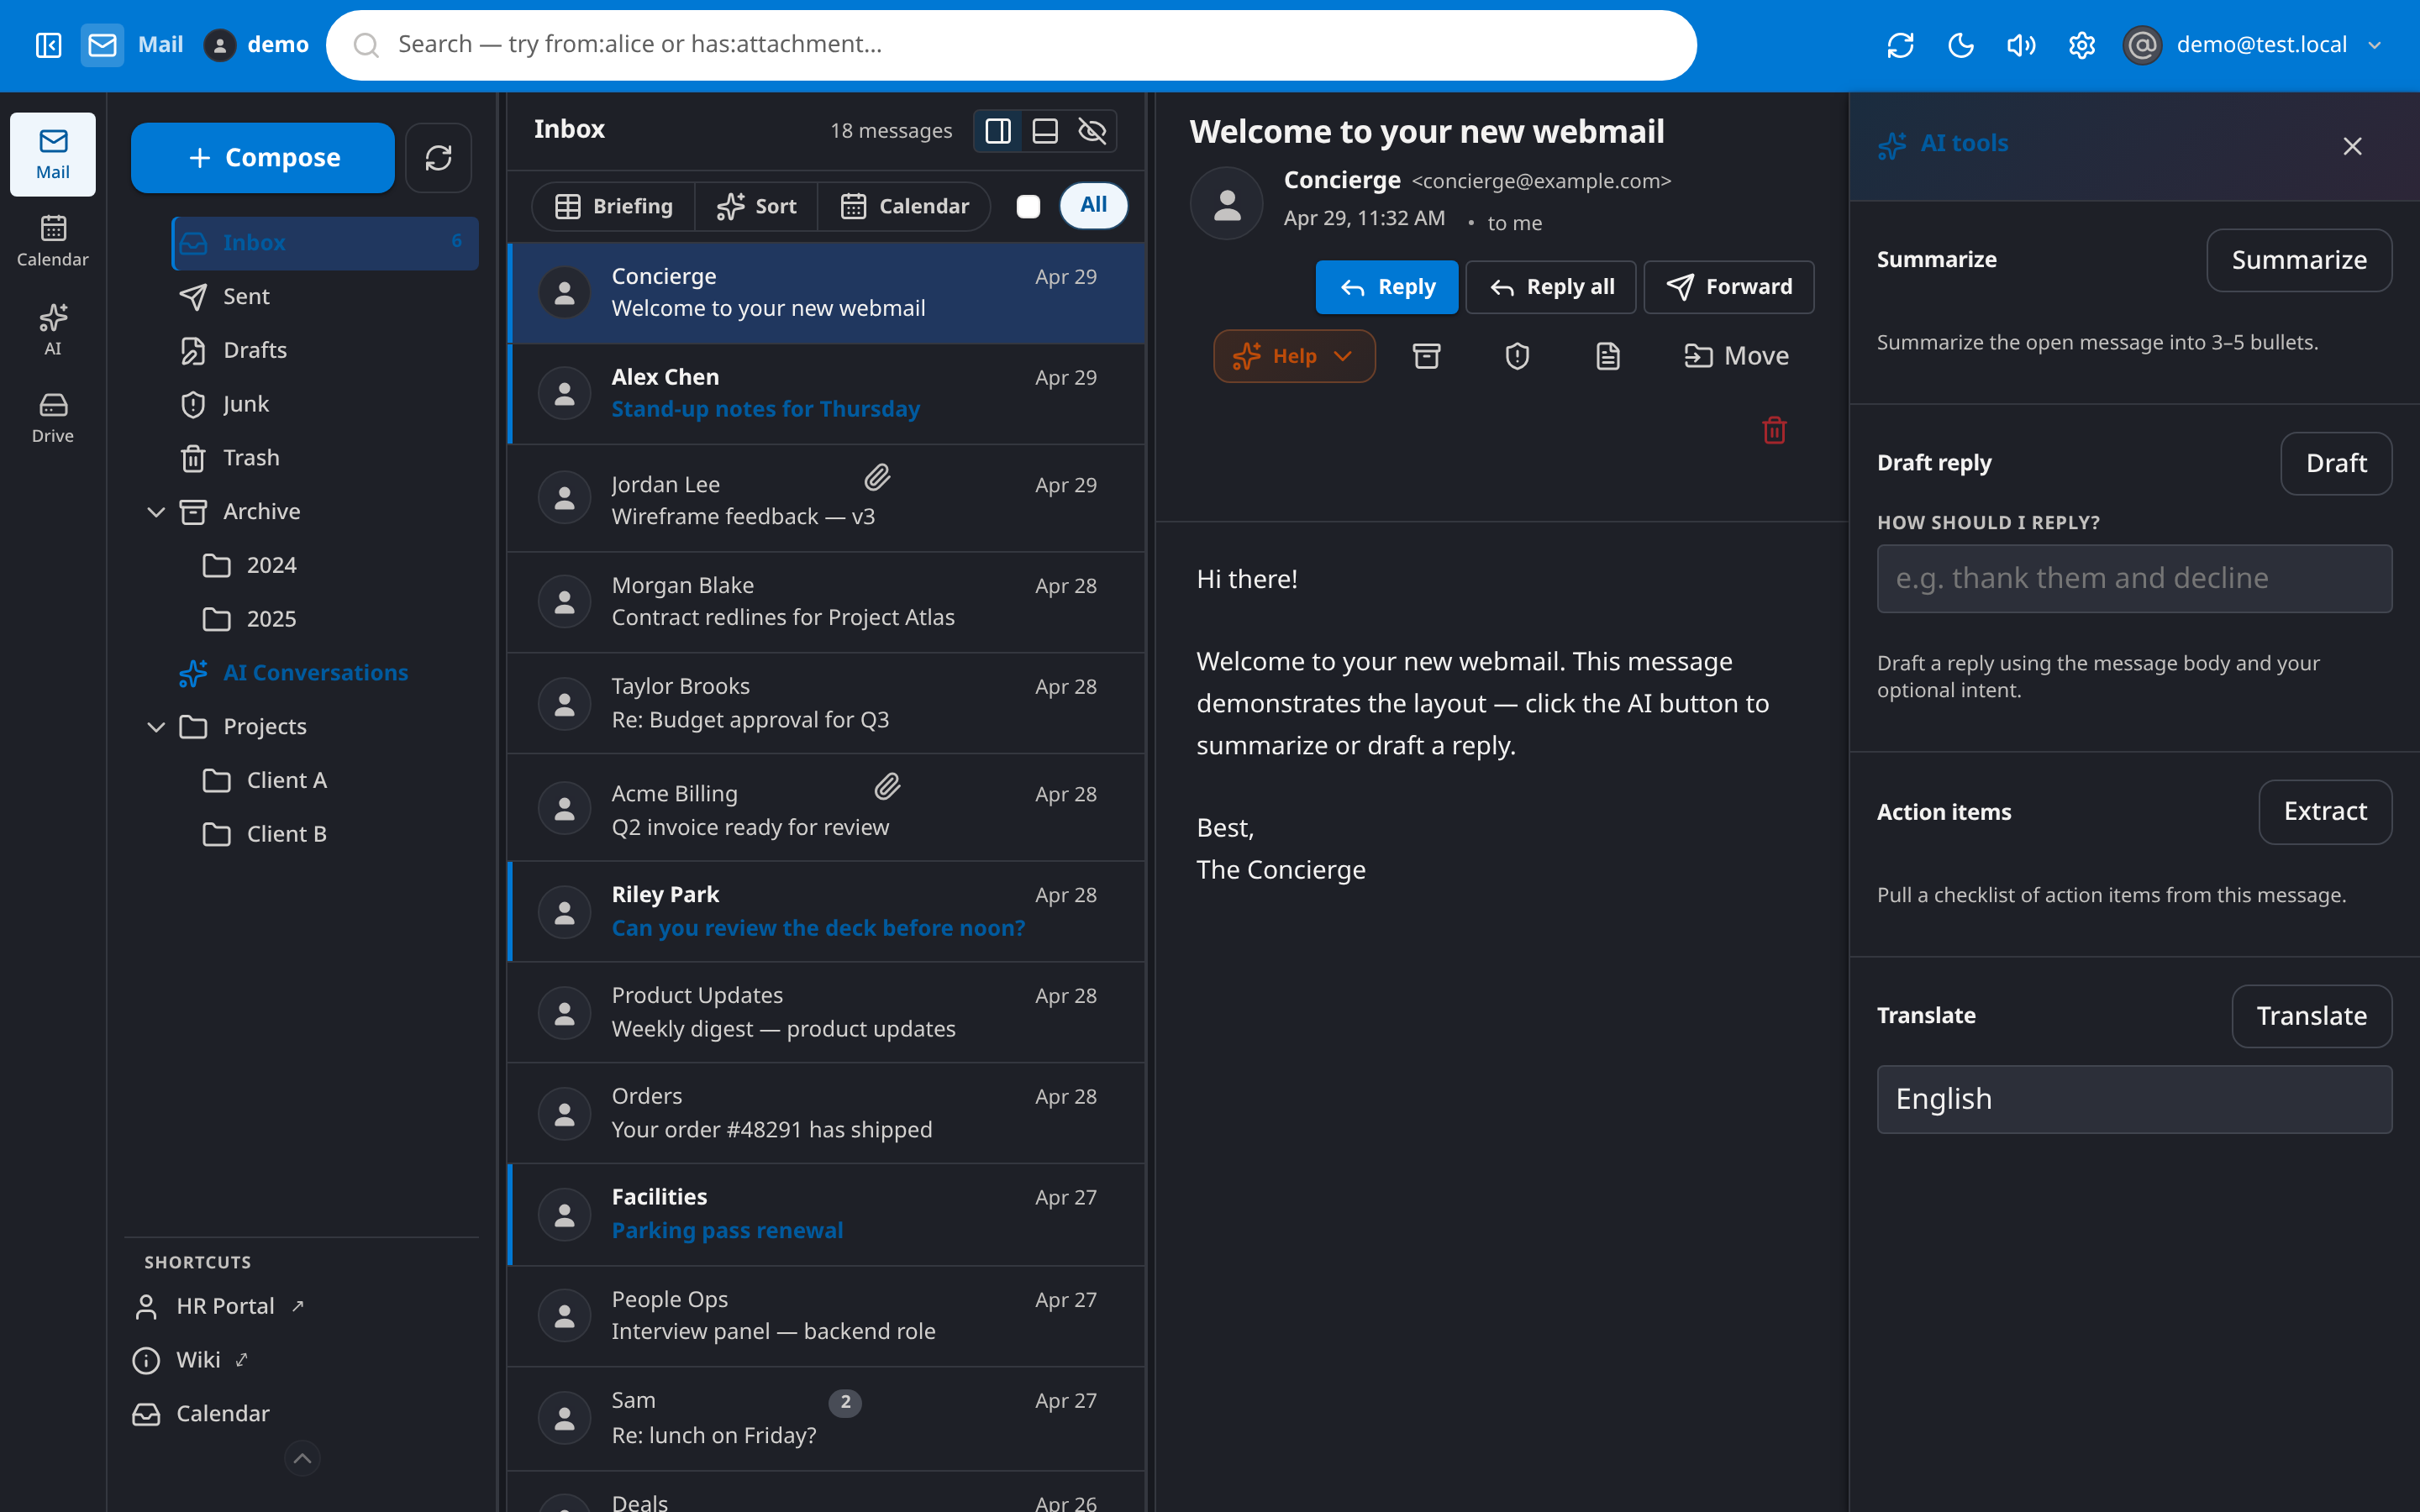 Mail
demo
Search — try from:alice or has:attachment...
demo@test.local
Mail
Calendar
AI
Drive
Compose
Inbox 6
Sent
Drafts
Junk
Trash
Archive
2024
2025
AI Conversations
Projects
Client A
Client B
SHORTCUTS
HR Portal ↗
Wiki ⤢
Calendar
Inbox
18 messages
Briefing
Sort
Calendar
All
Concierge Apr 29
Welcome to your new webmail
Alex Chen Apr 29
Stand-up notes for Thursday
Jordan Lee Apr 29
Wireframe feedback — v3
Morgan Blake Apr 28
Contract redlines for Project Atlas
Taylor Brooks Apr 28
Re: Budget approval for Q3
Acme Billing Apr 28
Q2 invoice ready for review
Riley Park Apr 28
Can you review the deck before noon?
Product Updates Apr 28
Weekly digest — product updates
Orders Apr 28
Your order #48291 has shipped
Facilities Apr 27
Parking pass renewal
People Ops Apr 27
Interview panel — backend role
Sam 2 Apr 27
Re: lunch on Friday?
Deals Apr 26
Welcome to your new webmail
Concierge <concierge@example.com>
Apr 29, 11:32 AM • to me
Reply
Reply all
Forward
Help
Move
Hi there!
Welcome to your new webmail. This message
demonstrates the layout — click the AI button to
summarize or draft a reply.
Best,
The Concierge
AI tools
Summarize
Summarize
Summarize the open message into 3–5 bullets.
Draft reply
Draft
HOW SHOULD I REPLY?
e.g. thank them and decline
Draft a reply using the message body and your
optional intent.
Action items
Extract
Pull a checklist of action items from this message.
Translate
Translate
English